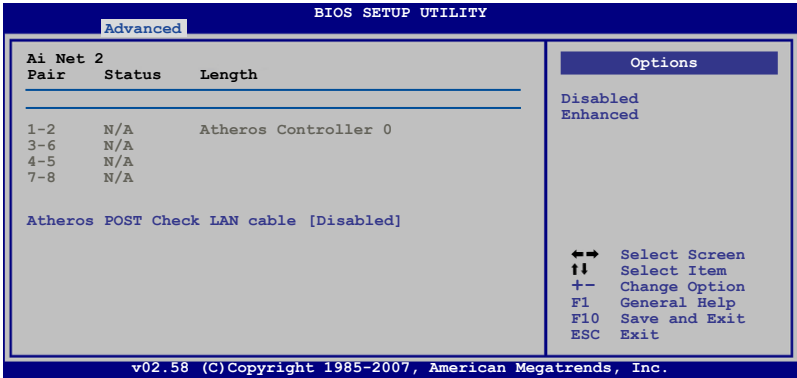 BIOS SETUP UTILITY
Advanced
Ai Net 2
Pair Status Length
1-2 N/A Atheros Controller 0
3-6 N/A
4-5 N/A
7-8 N/A
Atheros POST Check LAN cable [Disabled]
Options
Disabled
Enhanced
←→ Select Screen
↑↓ Select Item
+- Change Option
F1 General Help
F10 Save and Exit
ESC Exit
v02.58 (C)Copyright 1985-2007, American Megatrends, Inc.